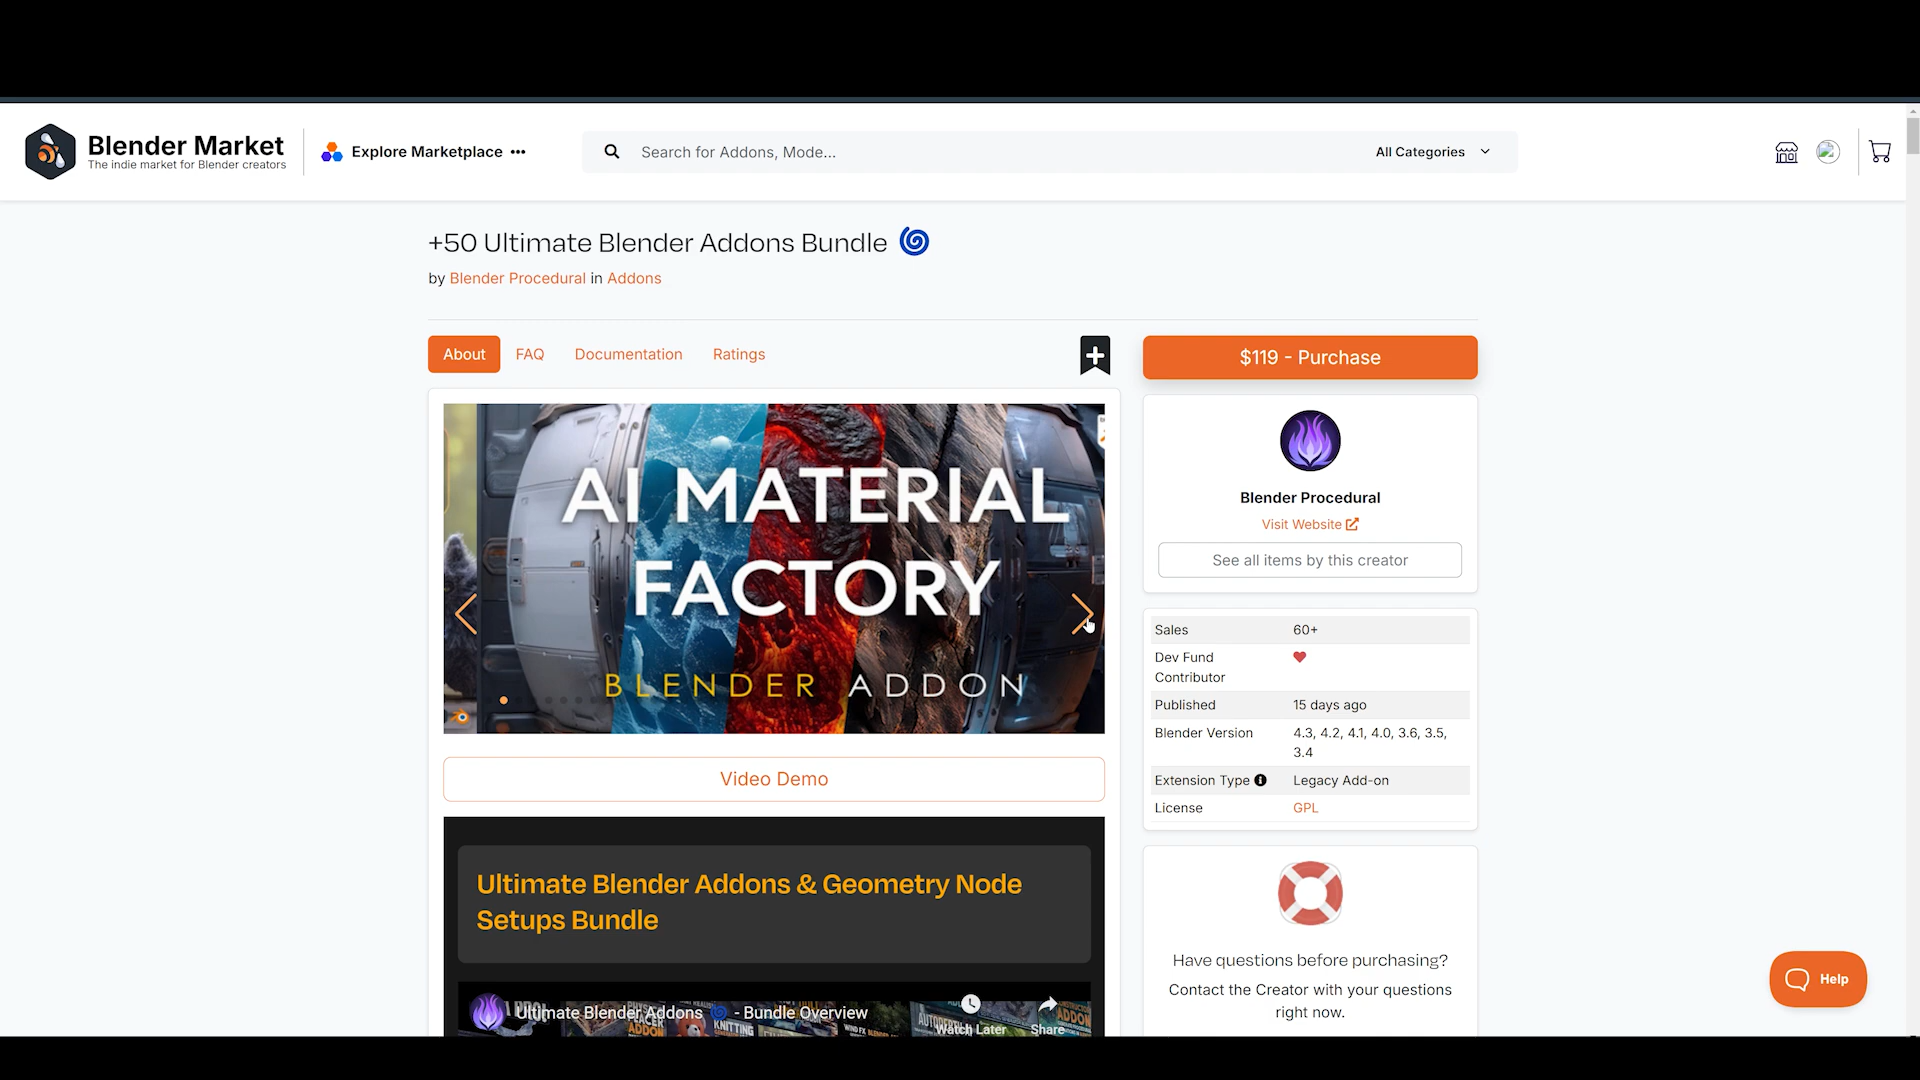 Blender Market
The indie market for Blender creators
Explore Marketplace •••
Search for Addons, Mode...
All Categories
+50 Ultimate Blender Addons Bundle
by Blender Procedural in Addons
About
FAQ
Documentation
Ratings
$119 - Purchase
AI MATERIAL
FACTORY
BLENDER ADDON
Blender Procedural
Visit Website
See all items by this creator
Sales 60+
Dev Fund
Contributor
Published 15 days ago
Blender Version 4.3, 4.2, 4.1, 4.0, 3.6, 3.5,
3.4
Extension Type Legacy Add-on
License GPL
Video Demo
Ultimate Blender Addons & Geometry Node
Setups Bundle
Ultimate Blender Addons - Bundle Overview
Watch Later
Share
Have questions before purchasing?
Contact the Creator with your questions
right now.
Help